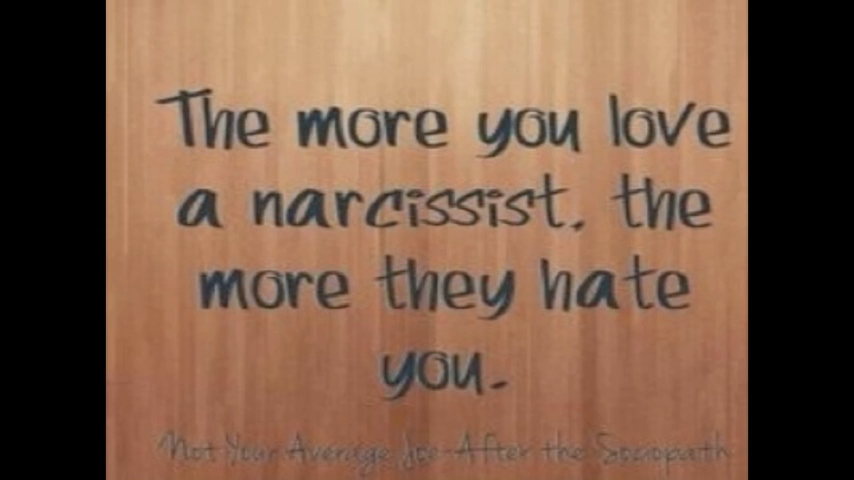 The more you love
a narcissist, the
more they hate
you.
Not Your Average Joe-After the Sociopath